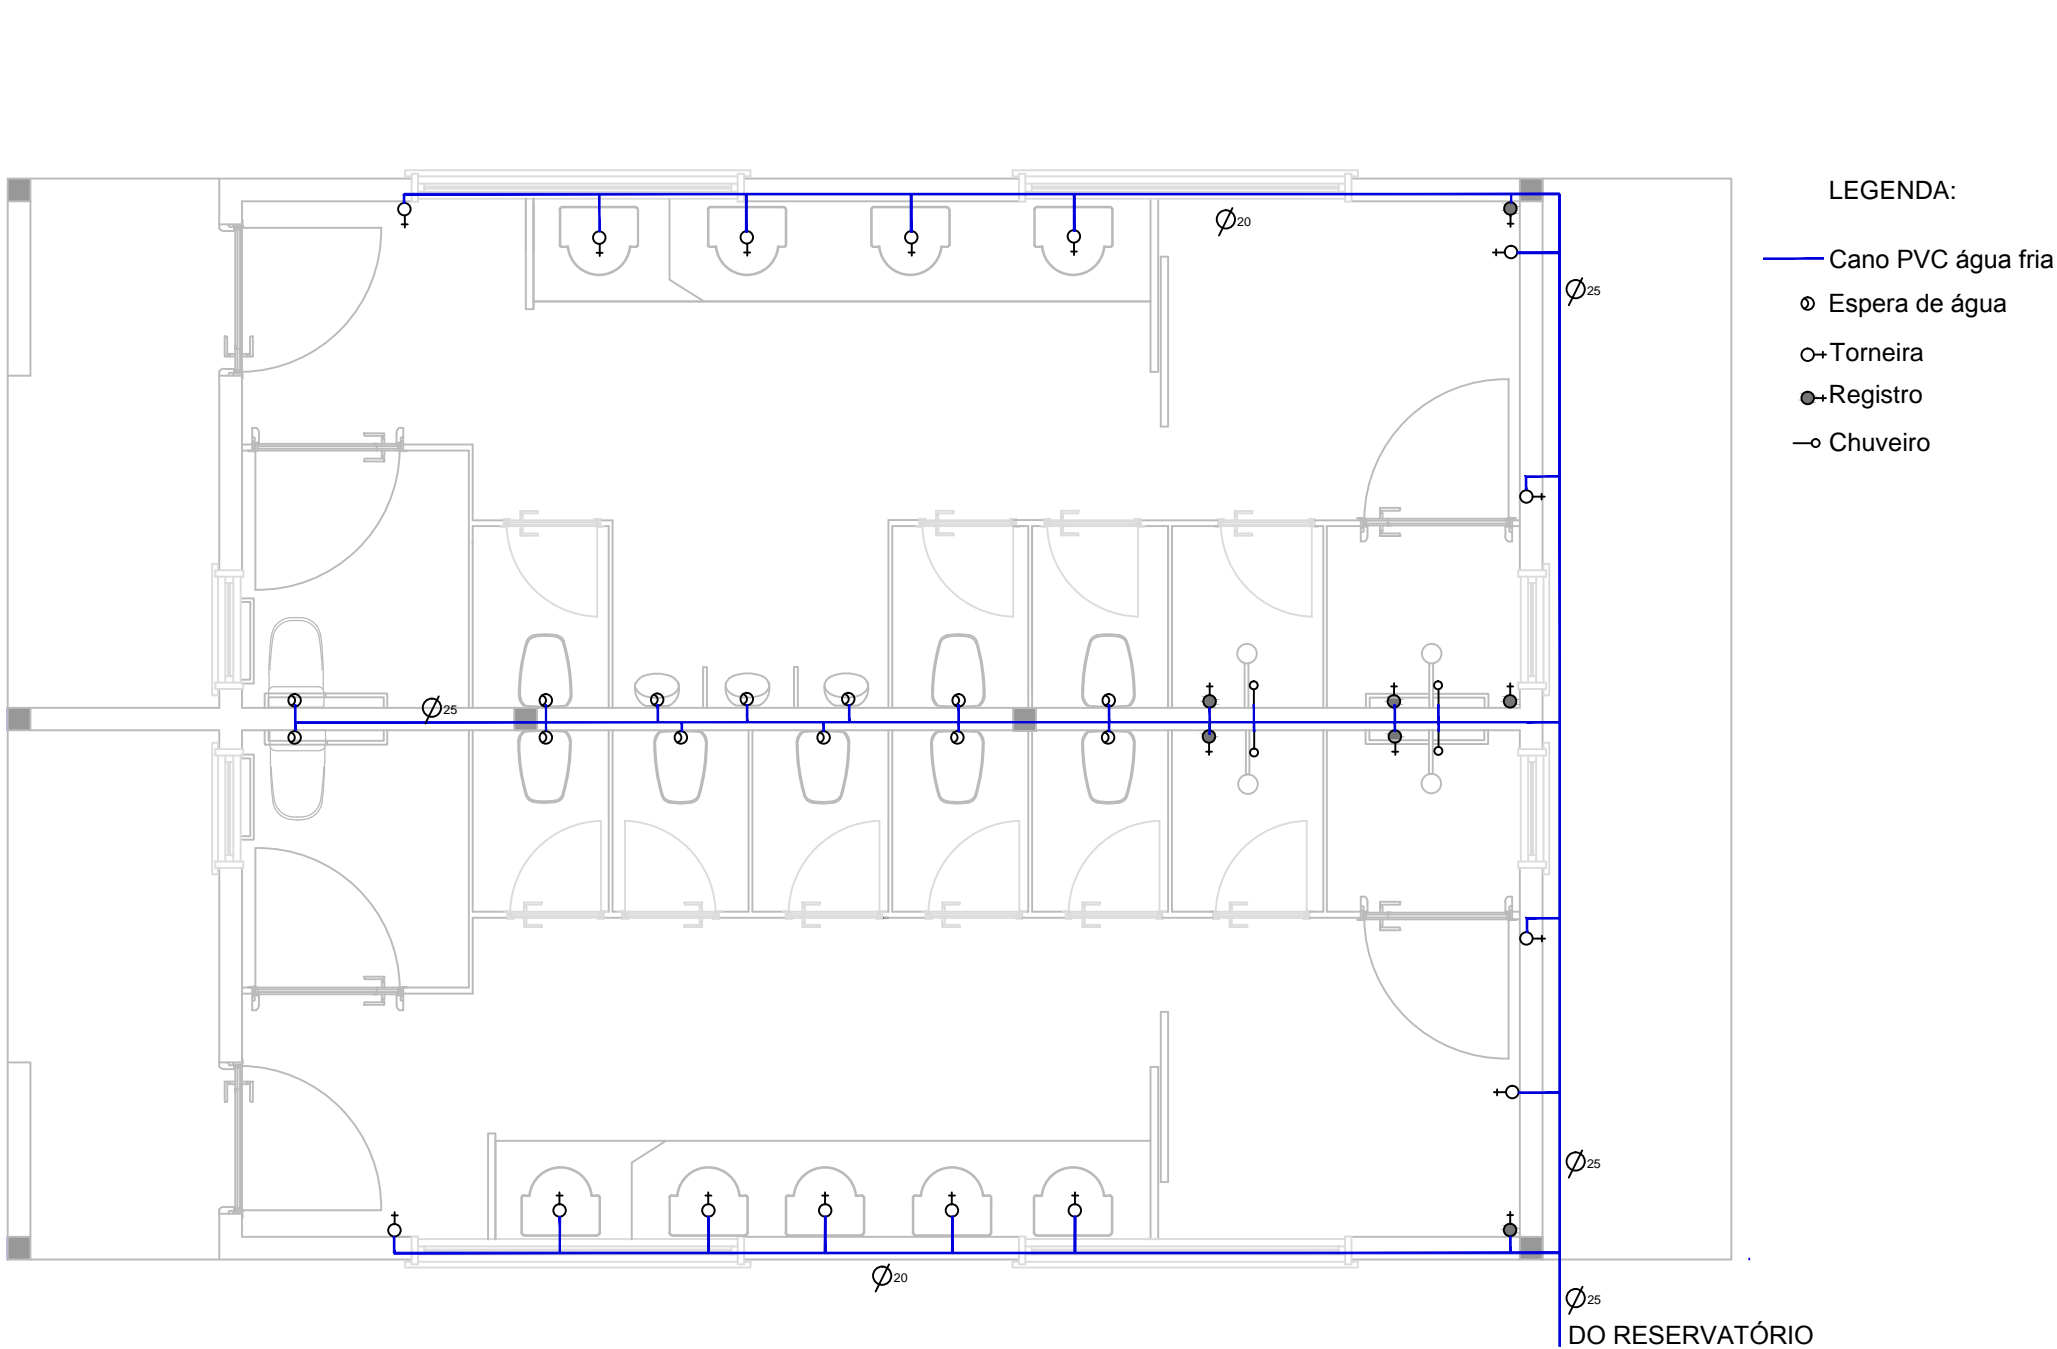 LEGENDA:
Cano PVC água fria
Espera de água
Torneira
Registro
Chuveiro
Ø20
Ø25
Ø25
Ø25
Ø20
Ø25
DO RESERVATÓRIO